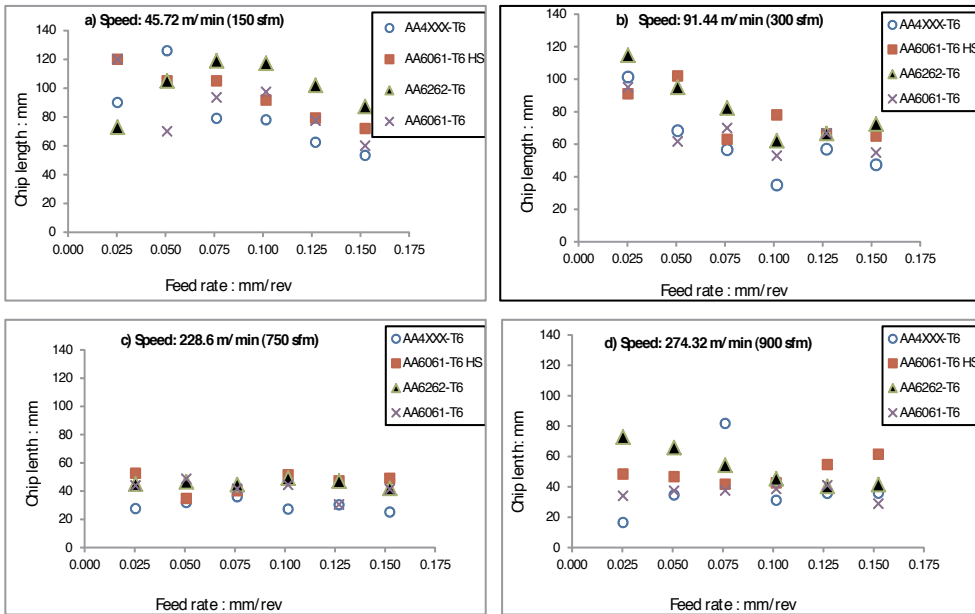 a) Speed: 45.72 m/min (150 sfm)
140
120
100
80
60
40
20
0
0.000 0.025 0.050 0.075 0.100 0.125 0.150 0.175
Chip length : mm
Feed rate : mm/rev
AA4XXX-T6
AA6061-T6 HS
AA6262-T6
AA6061-T6
b) Speed: 91.44 m/min (300 sfm)
140
120
100
80
60
40
20
0
0.000 0.025 0.050 0.075 0.100 0.125 0.150 0.175
Chip length : mm
Feed rate : mm/rev
AA4XXX-T6
AA6061-T6 HS
AA6262-T6
AA6061-T6
c) Speed: 228.6 m/min (750 sfm)
140
120
100
80
60
40
20
0
0.000 0.025 0.050 0.075 0.100 0.125 0.150 0.175
Chip lenth : mm
Feed rate : mm/rev
AA4XXX-T6
AA6061-T6 HS
AA6262-T6
AA6061-T6
d) Speed: 274.32 m/min (900 sfm)
140
120
100
80
60
40
20
0
0.000 0.025 0.050 0.075 0.100 0.125 0.150 0.175
Chip length: mm
Feed rate : mm/rev
AA4XXX-T6
AA6061-T6 HS
AA6262-T6
AA6061-T6